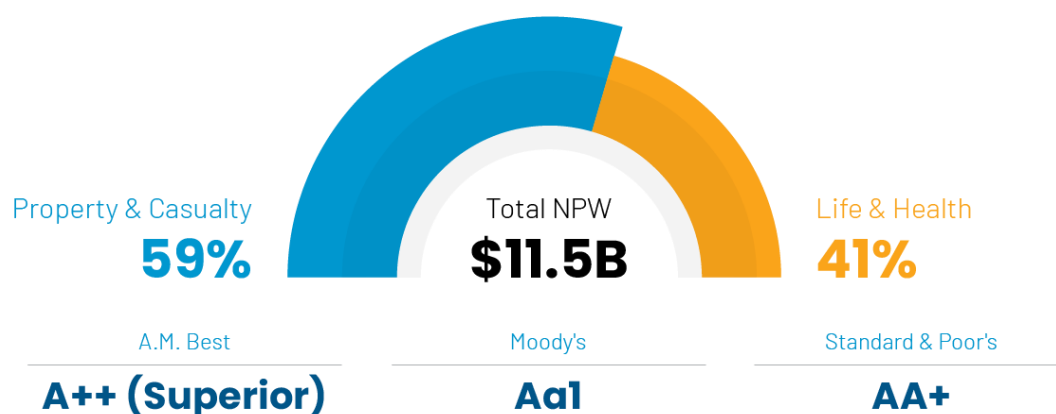 Property & Casualty
59%
Total NPW
$11.5B
Life & Health
41%
A.M. Best
A++ (Superior)
Moody's
Aa1
Standard & Poor's
AA+